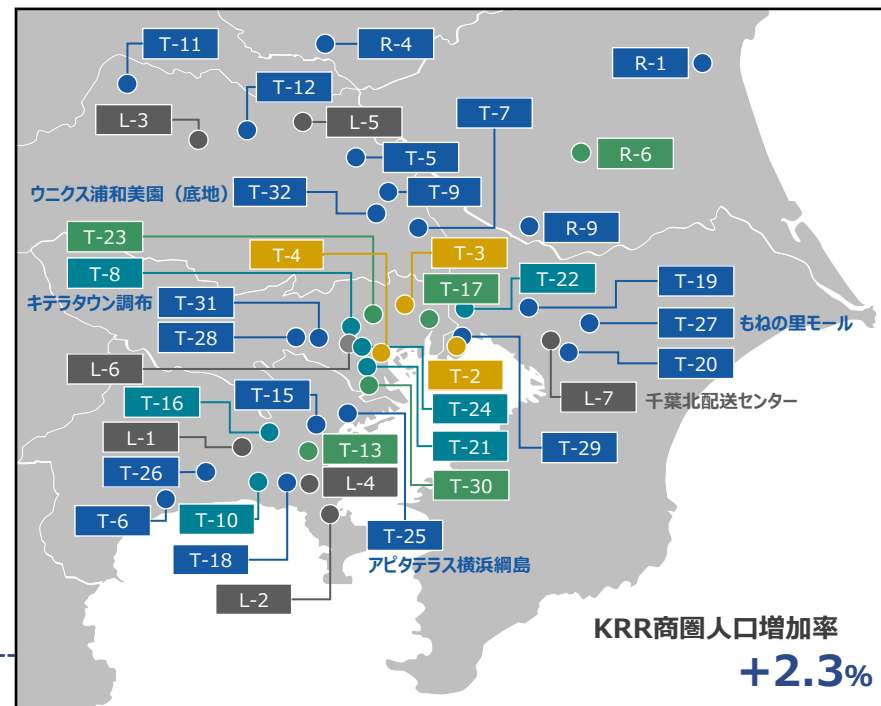 T-11
R-4
R-1
T-12
T-7
L-3
L-5
T-5
R-6
ウニクス浦和美園（底地）
T-32
T-9
T-23
R-9
T-4
T-3
T-8
T-17
T-22
T-19
キテラタウン調布
T-31
T-27
もねの里モール
T-28
T-20
L-6
T-2
T-15
L-7
千葉北配送センター
T-16
T-24
L-1
T-21
T-29
T-13
T-26
L-4
T-30
T-6
T-10
T-25
T-18
アピタテラス横浜綱島
L-2
KRR商圏人口増加率
+2.3%